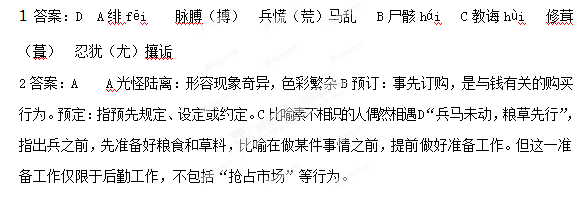 1 答案：D A绯 fēi 脉膊（搏） 兵慌（荒）马乱 B尸骸 hái C教诲 huì 修茸
（葺） 忍犹（尤）攘诟
2 答案：A A光怪陆离：形容现象奇异，色彩繁杂B预订：事先订购，是与钱有关的购买
行为。预定：指预先规定、设定或约定。C比喻素不相识的人偶然相遇D“兵马未动，粮草先行”，
指出兵之前，先准备好粮食和草料，比喻在做某件事情之前，提前做好准备工作。但这一准
备工作仅限于后勤工作，不包括“抢占市场”等行为。